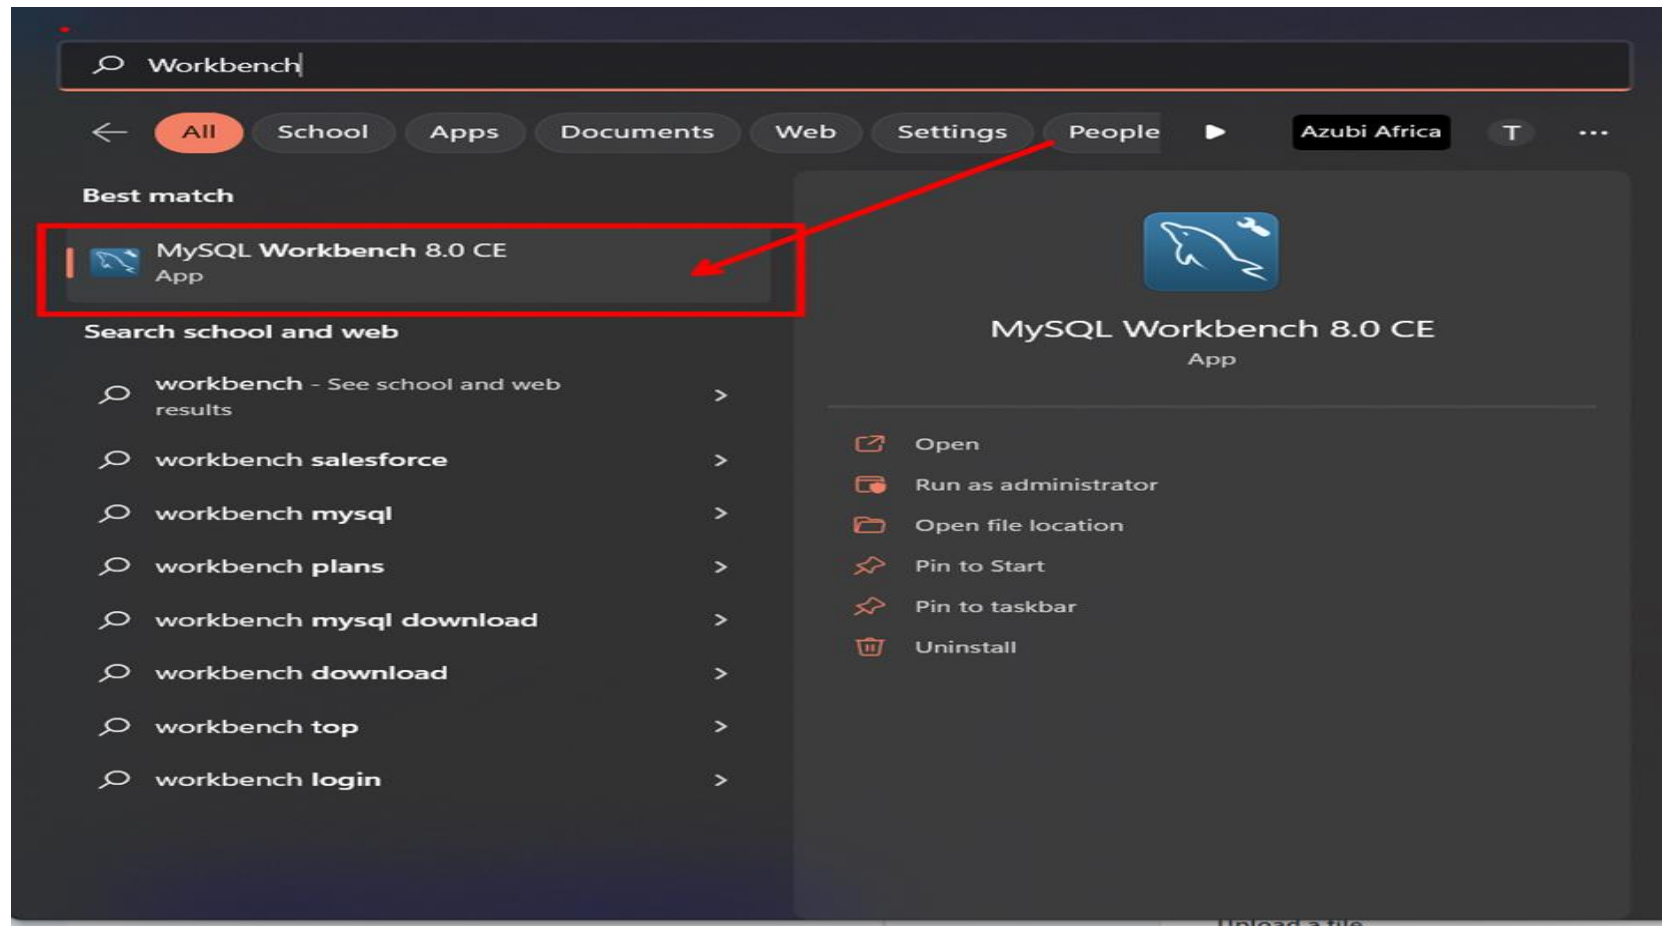 Workbench
All School Apps Documents Web Settings People Azubi Africa T ...
Best match
MySQL Workbench 8.0 CE
App
Search school and web
workbench - See school and web
results
workbench salesforce
workbench mysql
workbench plans
workbench mysql download
workbench download
workbench top
workbench login
MySQL Workbench 8.0 CE
App
Open
Run as administrator
Open file location
Pin to Start
Pin to taskbar
Uninstall
Upload a file